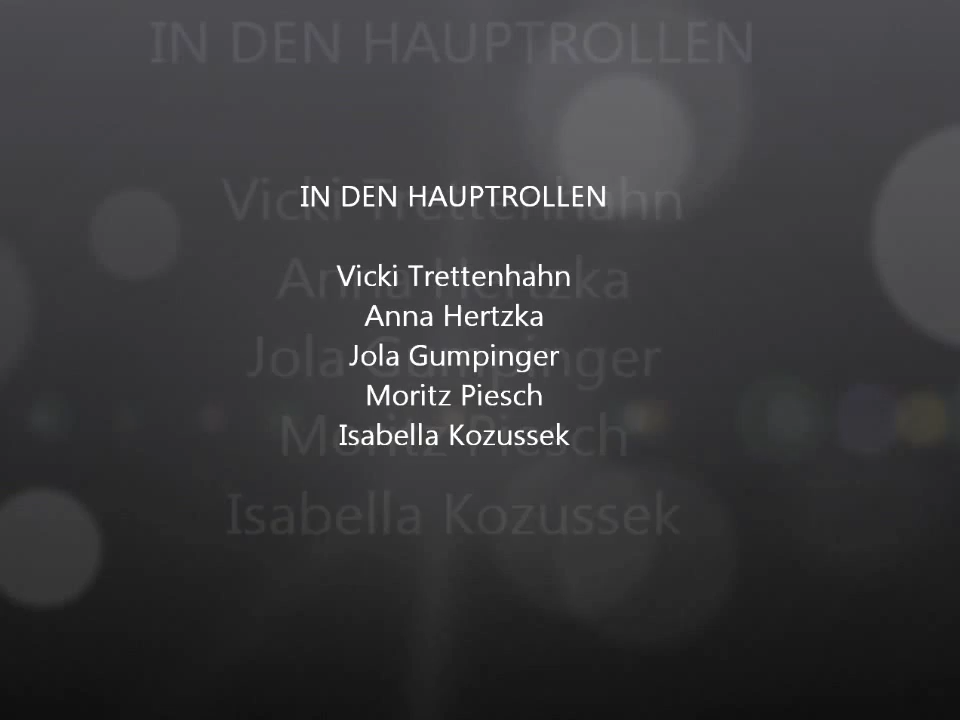 IN DEN HAUPTROLLEN
Vicki Trettenhahn
Anna Hertzka
Jola Gumpinger
Moritz Piesch
Isabella Kozussek